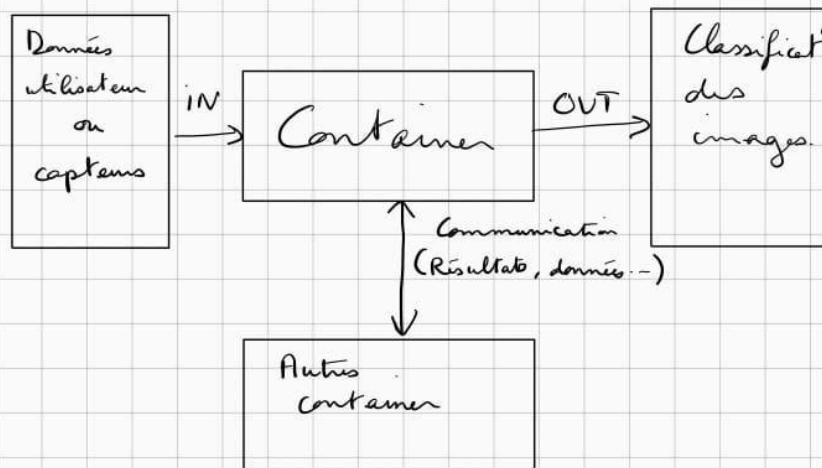 Données
utilisateur
ou
capteurs
IN
Container
OUT
Classificat
des
images.
Communication
(Résultats, données...)
Autres
container